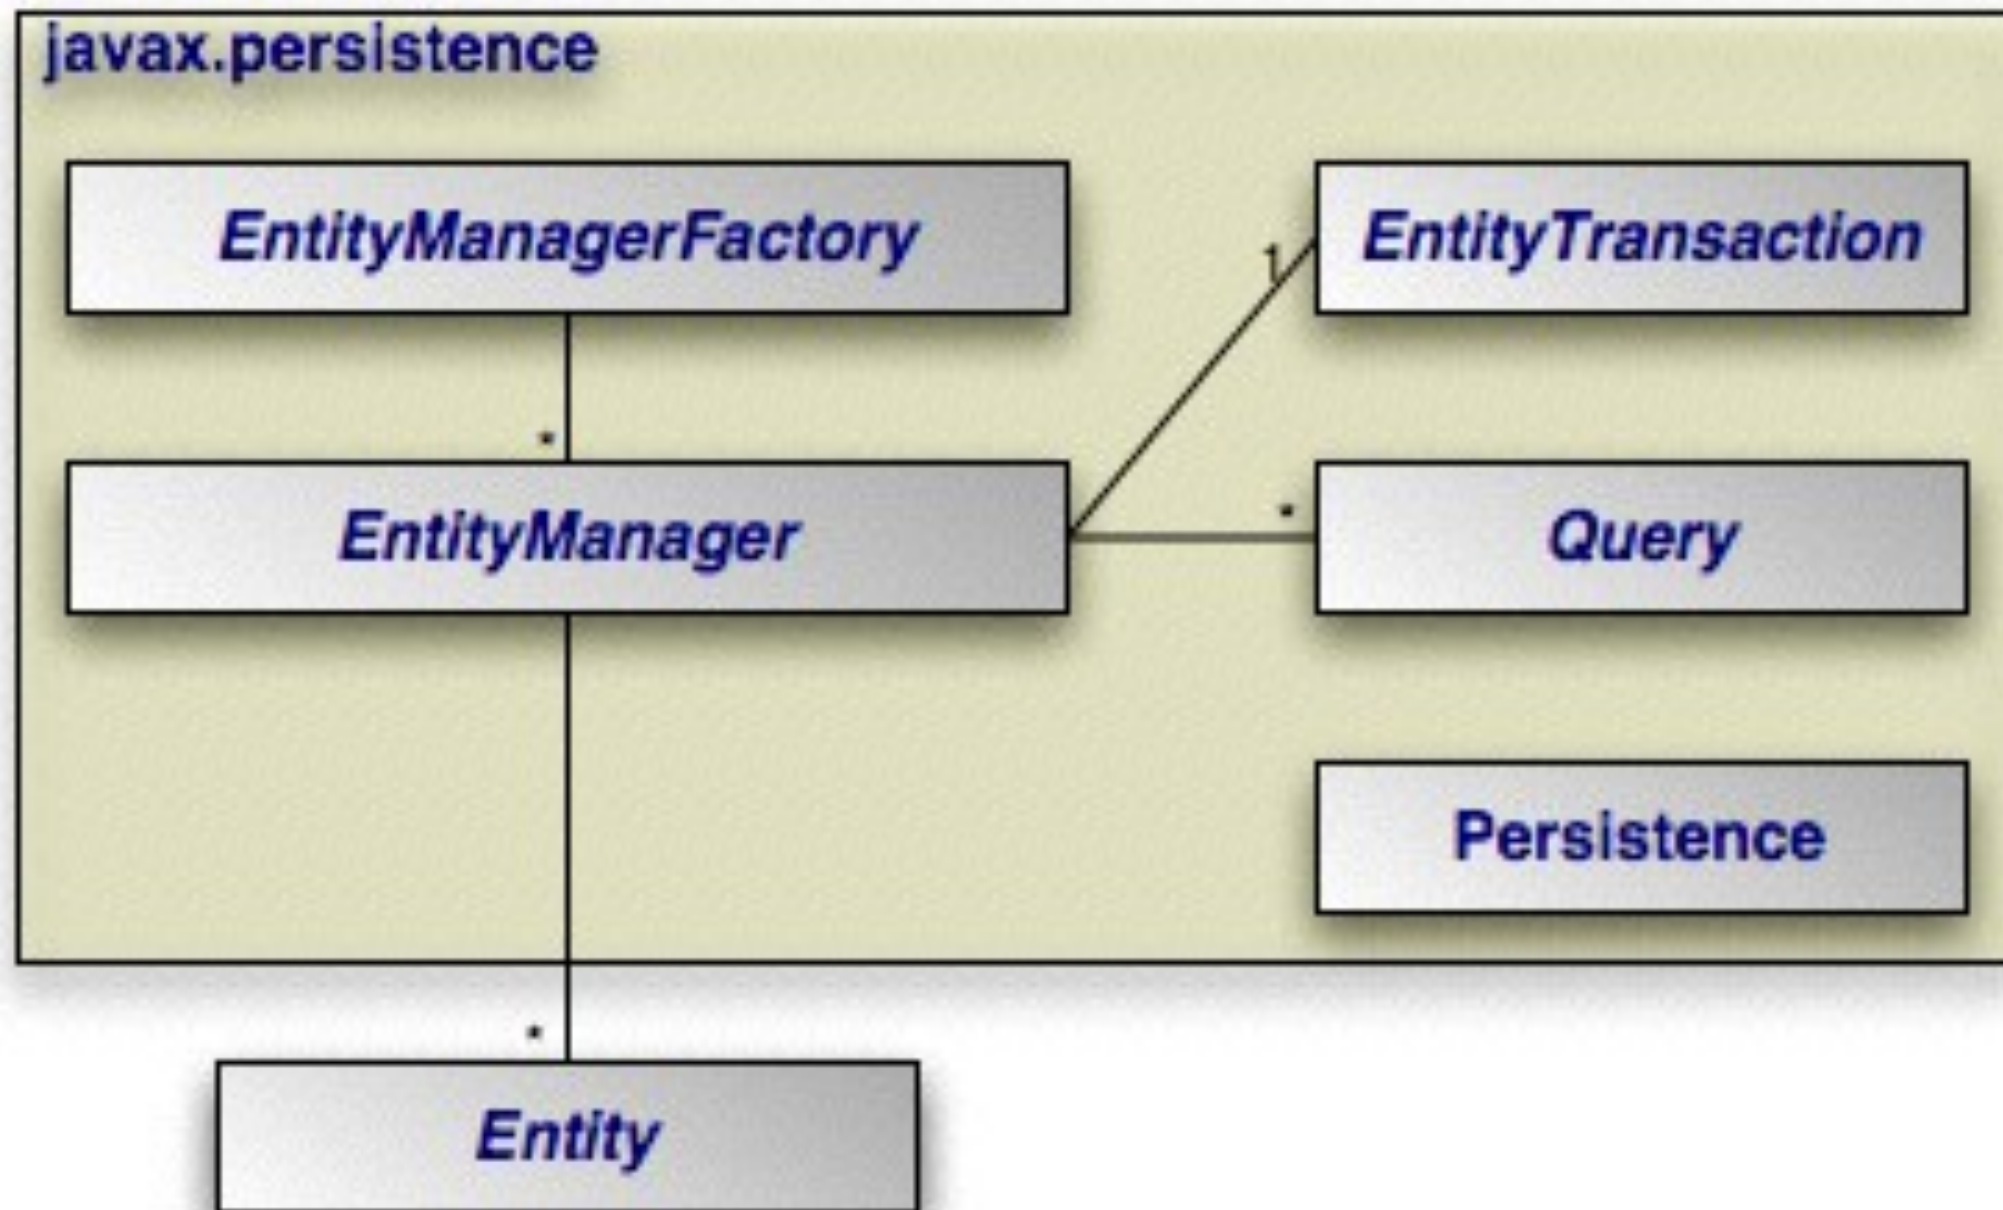 javax.persistence
EntityManagerFactory
EntityTransaction
1
*
EntityManager
*
Query
Persistence
*
Entity